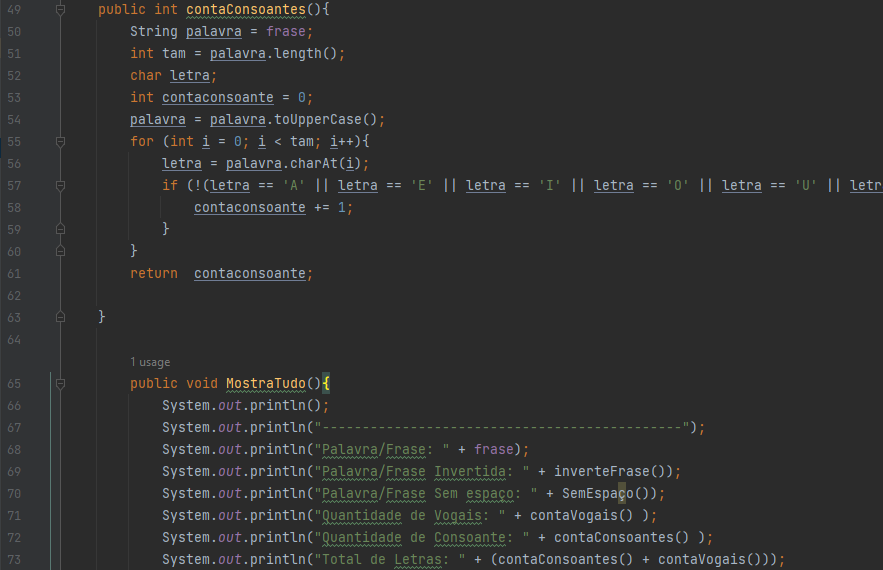 49 public int contaConsoantes(){
50 String palavra = frase;
51 int tam = palavra.length();
52 char letra;
53 int contaconsoante = 0;
54 palavra = palavra.toUpperCase();
55 for (int i = 0; i < tam; i++){
56 letra = palavra.charAt(i);
57 if (!(letra == 'A' || letra == 'E' || letra == 'I' || letra == 'O' || letra == 'U' || letr
58 contaconsoante += 1;
59 }
60 }
61 return  contaconsoante;
62
63 }
64
1 usage
65 public void MostraTudo(){
66 System.out.println();
67 System.out.println("---------------------------------------------");
68 System.out.println("Palavra/Frase: " + frase);
69 System.out.println("Palavra/Frase Invertida: " + inverteFrase());
70 System.out.println("Palavra/Frase Sem espaço: " + SemEspaço());
71 System.out.println("Quantidade de Vogais: " + contaVogais() );
72 System.out.println("Quantidade de Consoante: " + contaConsoantes() );
73 System.out.println("Total de Letras: " + (contaConsoantes() + contaVogais()));